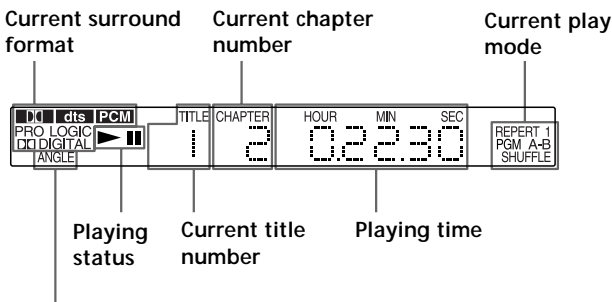 Current surround format
Current chapter number
Current play mode
dts PCM
PRO LOGIC
DIGITAL
ANGLE
TITLE
1
CHAPTER
2
HOUR MIN SEC
0.22.30
REPERT 1
PGM A-B
SHUFFLE
Playing status
Current title number
Playing time